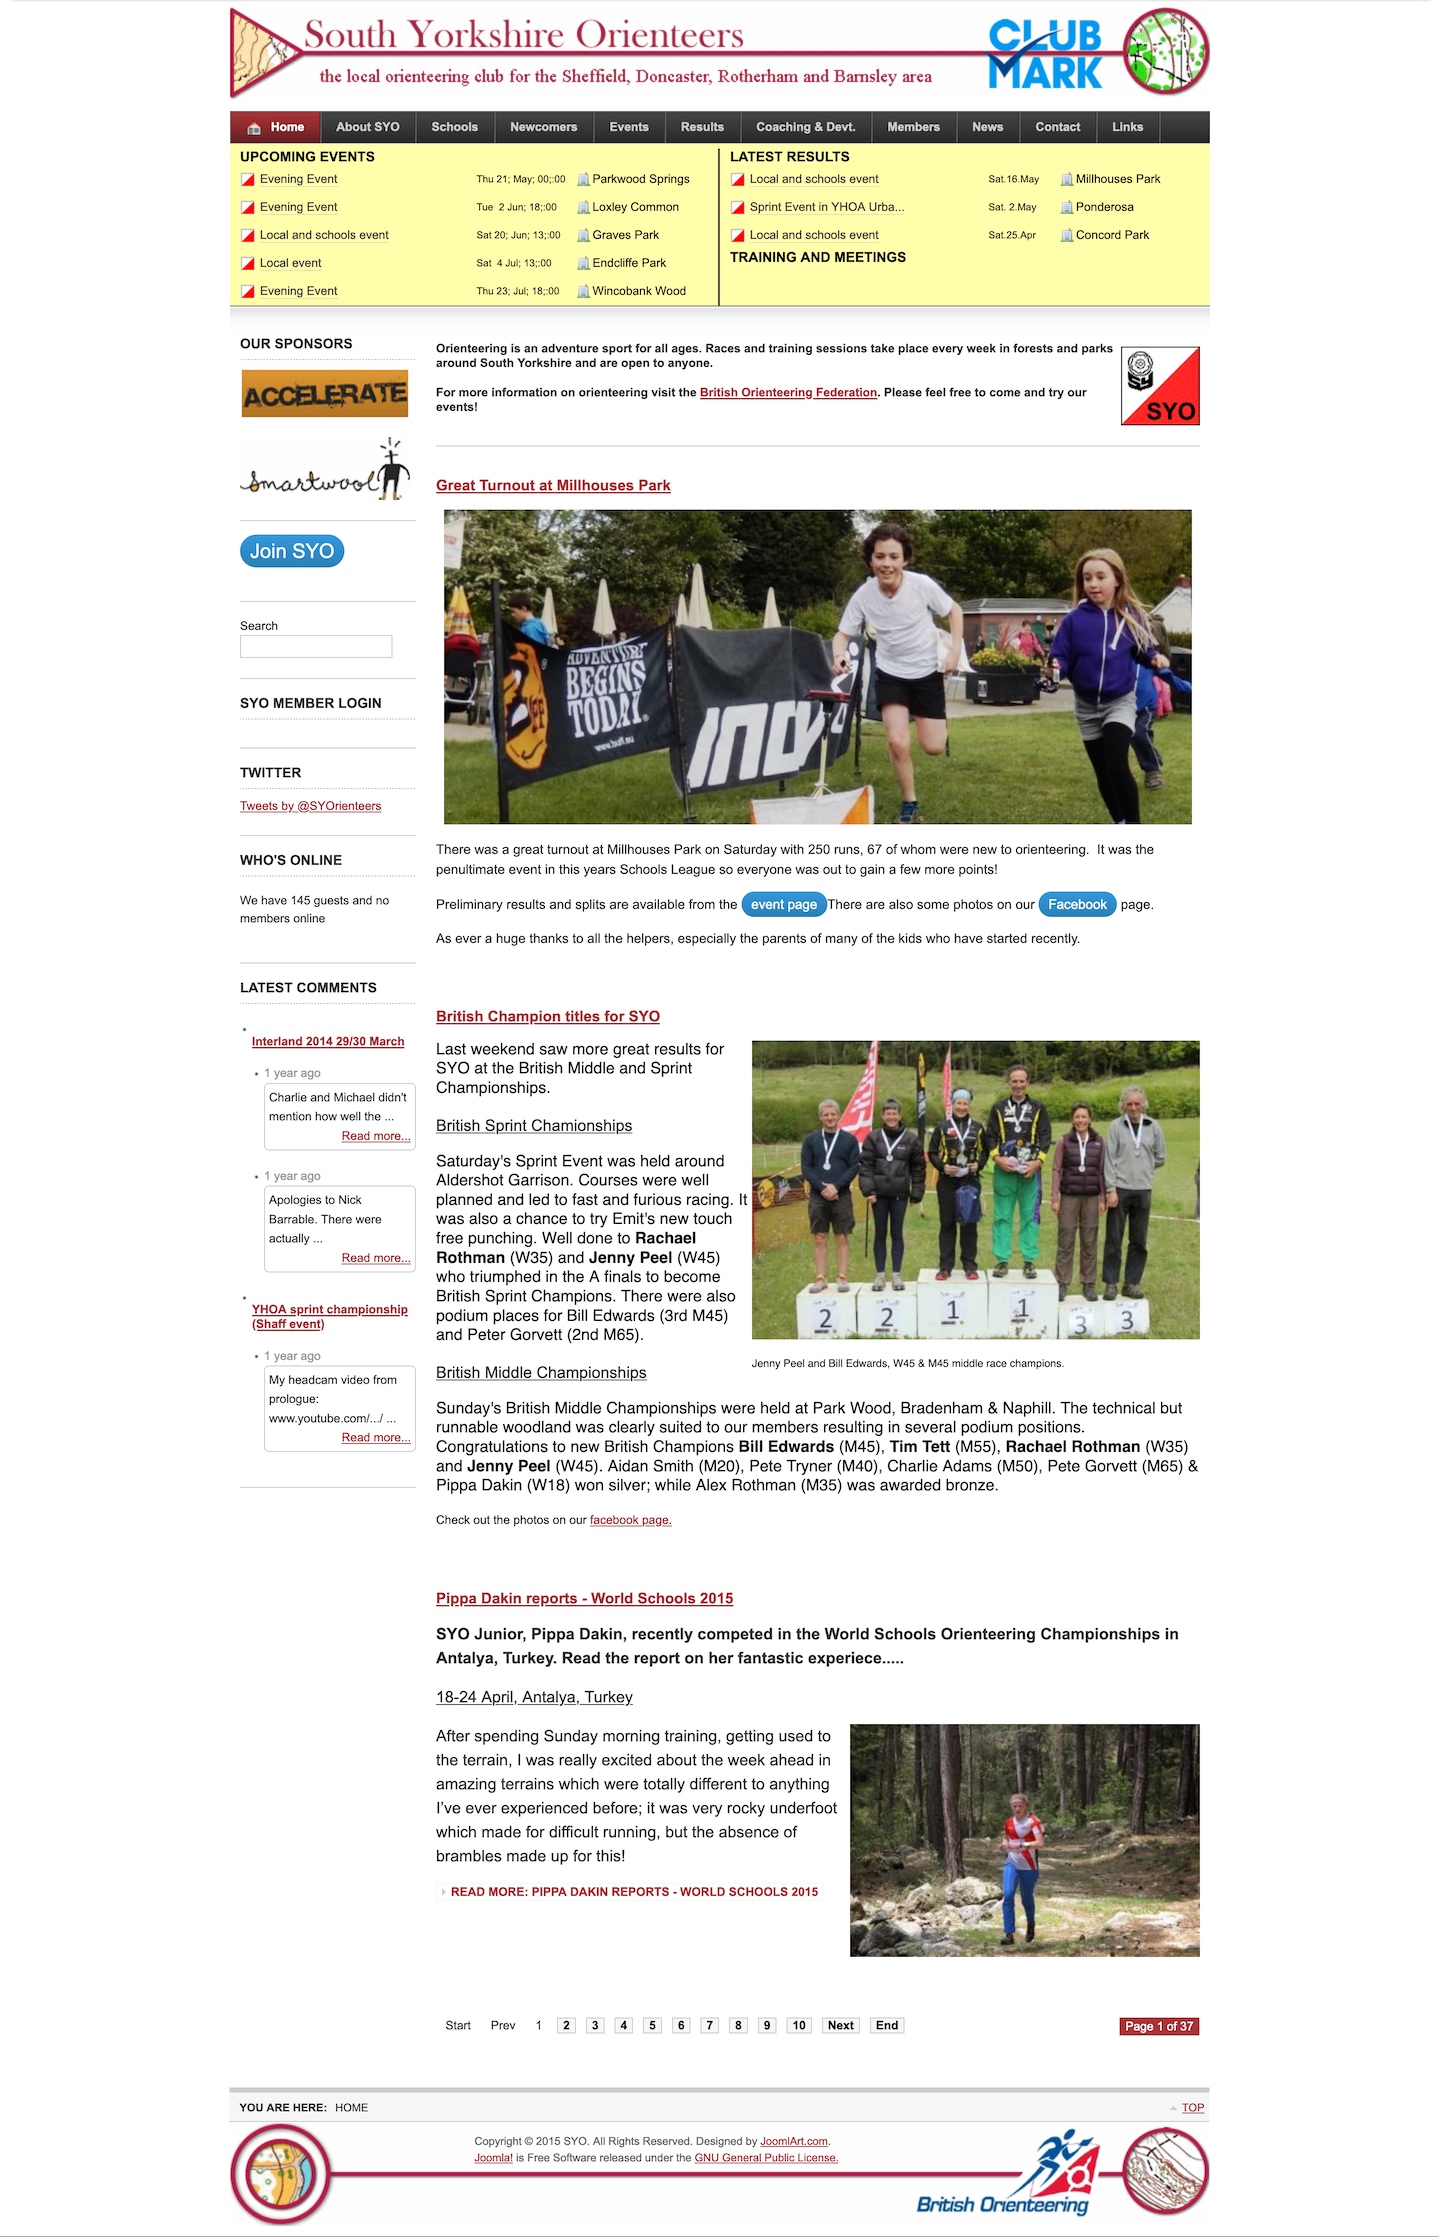 South Yorkshire Orienteers
the local orienteering club for the Sheffield, Doncaster, Rotherham and Barnsley area
CLUB
MARK
Home About SYO Schools Newcomers Events Results Coaching & Devt. Members News Contact Links
UPCOMING EVENTS
Evening Event Thu 21; May; 00;:00 Parkwood Springs
Evening Event Tue 2 Jun; 18;:00 Loxley Common
Local and schools event Sat 20; Jun; 13;:00 Graves Park
Local event Sat 4 Jul; 13;:00 Endcliffe Park
Evening Event Thu 23; Jul; 18;:00 Wincobank Wood
LATEST RESULTS
Local and schools event Sat.16.May Millhouses Park
Sprint Event in YHOA Urba... Sat. 2.May Ponderosa
Local and schools event Sat.25.Apr Concord Park
TRAINING AND MEETINGS
OUR SPONSORS
ACCELERATE
smartwool
Join SYO
Search
SYO MEMBER LOGIN
TWITTER
Tweets by @SYOrienteers
WHO'S ONLINE
We have 145 guests and no
members online
LATEST COMMENTS
Interland 2014 29/30 March
1 year ago
Charlie and Michael didn't
mention how well the ...
Read more...
1 year ago
Apologies to Nick
Barrable. There were
actually ...
Read more...
YHOA sprint championship
(Shaff event)
1 year ago
My headcam video from
prologue:
www.youtube.com/.../ ...
Read more...
Orienteering is an adventure sport for all ages. Races and training sessions take place every week in forests and parks
around South Yorkshire and are open to anyone.
For more information on orienteering visit the British Orienteering Federation. Please feel free to come and try our
events!
SY
SYO
Great Turnout at Millhouses Park
ADVENTURE
BEGINS
TODAY
www.buff.eu
INOV
There was a great turnout at Millhouses Park on Saturday with 250 runs, 67 of whom were new to orienteering. It was the
penultimate event in this years Schools League so everyone was out to gain a few more points!
Preliminary results and splits are available from the event page There are also some photos on our Facebook page.
As ever a huge thanks to all the helpers, especially the parents of many of the kids who have started recently.
British Champion titles for SYO
Last weekend saw more great results for
SYO at the British Middle and Sprint
Championships.
British Sprint Chamionships
Saturday's Sprint Event was held around
Aldershot Garrison. Courses were well
planned and led to fast and furious racing. It
was also a chance to try Emit's new touch
free punching. Well done to Rachael
Rothman (W35) and Jenny Peel (W45)
who triumphed in the A finals to become
British Sprint Champions. There were also
podium places for Bill Edwards (3rd M45)
and Peter Gorvett (2nd M65).
2 2 1 1 3 3
Jenny Peel and Bill Edwards, W45 & M45 middle race champions.
British Middle Championships
Sunday's British Middle Championships were held at Park Wood, Bradenham & Naphill. The technical but
runnable woodland was clearly suited to our members resulting in several podium positions.
Congratulations to new British Champions Bill Edwards (M45), Tim Tett (M55), Rachael Rothman (W35)
and Jenny Peel (W45). Aidan Smith (M20), Pete Tryner (M40), Charlie Adams (M50), Pete Gorvett (M65) &
Pippa Dakin (W18) won silver; while Alex Rothman (M35) was awarded bronze.
Check out the photos on our facebook page.
Pippa Dakin reports - World Schools 2015
SYO Junior, Pippa Dakin, recently competed in the World Schools Orienteering Championships in
Antalya, Turkey. Read the report on her fantastic experiece.....
18-24 April, Antalya, Turkey
After spending Sunday morning training, getting used to
the terrain, I was really excited about the week ahead in
amazing terrains which were totally different to anything
I've ever experienced before; it was very rocky underfoot
which made for difficult running, but the absence of
brambles made up for this!
READ MORE: PIPPA DAKIN REPORTS - WORLD SCHOOLS 2015
Start Prev 1 2 3 4 5 6 7 8 9 10 Next End
Page 1 of 37
YOU ARE HERE: HOME
TOP
Copyright © 2015 SYO. All Rights Reserved. Designed by JoomlArt.com.
Joomla! is Free Software released under the GNU General Public License.
British Orienteering